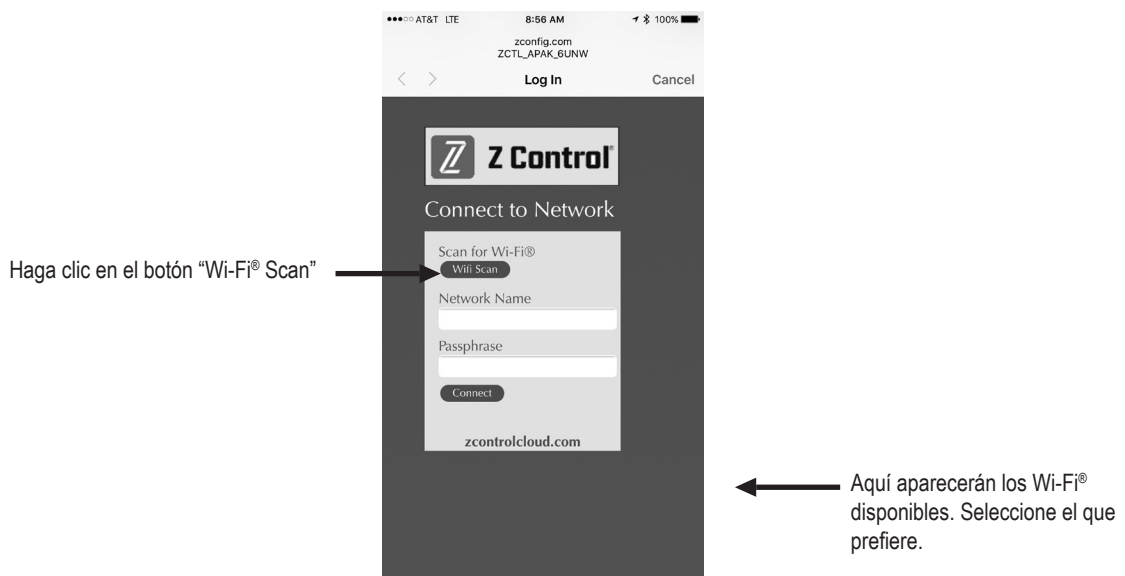 ●●●○○ AT&T LTE 8:56 AM 100%
zconfig.com
ZCTL_APAK_6UNW
< > Log In Cancel
Z Z Control®
Connect to Network
Scan for Wi-Fi®
Haga clic en el botón “Wi-Fi® Scan”
Wifi Scan
Network Name
Passphrase
Connect
zcontrolcloud.com
Aquí aparecerán los Wi-Fi®
disponibles. Seleccione el que
prefiere.